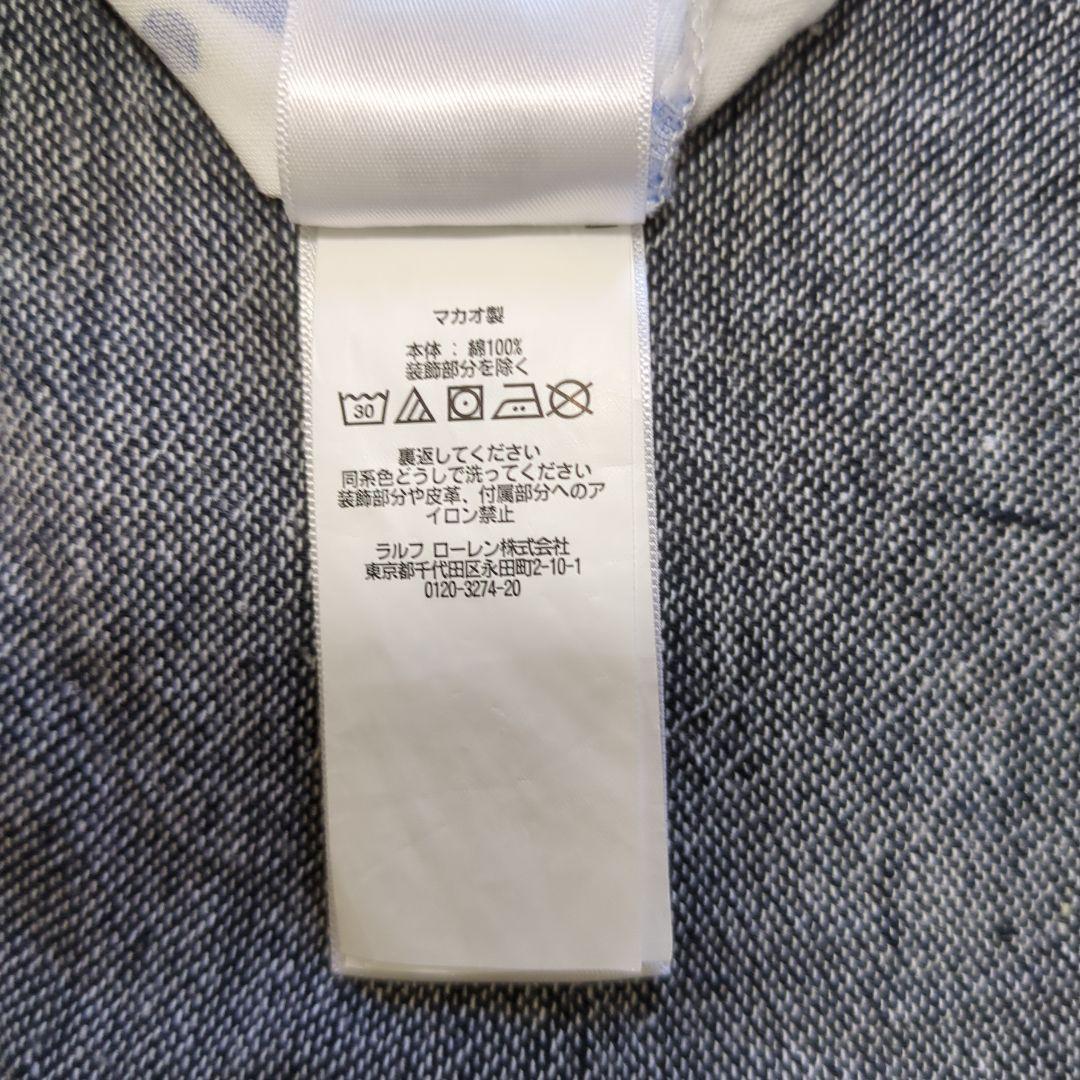 マカオ製
本体 : 綿100%
装飾部分を除く
30
裏返してください
同系色どうしで洗ってください
装飾部分や皮革、付属部分へのア
イロン禁止
ラルフ ローレン株式会社
東京都千代田区永田町2-10-1
0120-3274-20